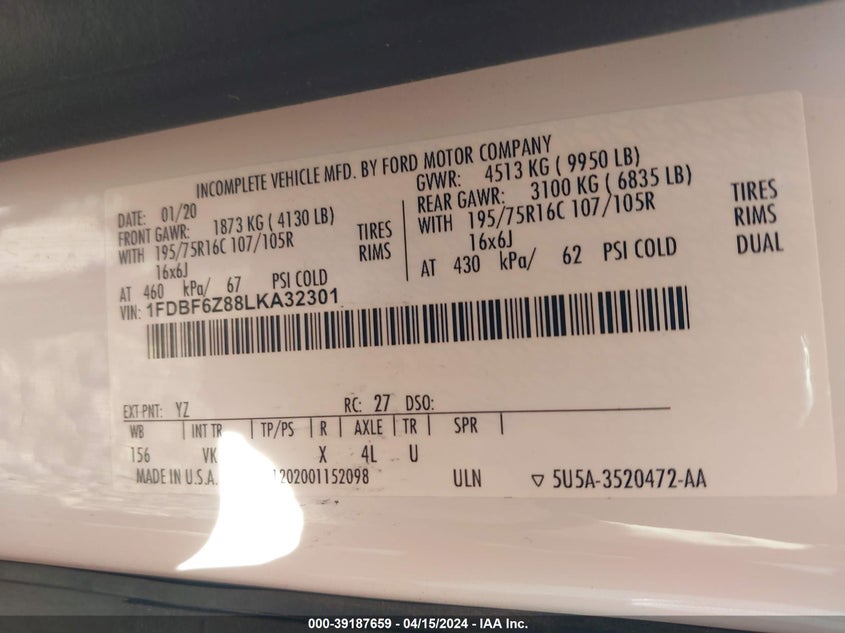 INCOMPLETE VEHICLE MFD. BY FORD MOTOR COMPANY
DATE: 01/20
FRONT GAWR: 1873 KG ( 4130 LB)
WITH 195/75R16C 107/105R TIRES
16x6J RIMS
AT 460 kPa/ 67 PSI COLD
GVWR: 4513 KG ( 9950 LB)
REAR GAWR: 3100 KG ( 6835 LB)
WITH 195/75R16C 107/105R TIRES
16x6J RIMS
AT 430 kPa/ 62 PSI COLD DUAL
VIN: 1FDBF6Z88LKA32301
EXT PNT: YZ RC: 27 DSO:
WB | INT TR | TP/PS | R | AXLE | TR | SPR |
156 VK X 4L U
MADE IN U.S.A. 1202001152098 ULN ▽ 5U5A-3520472-AA
000-39187659 - 04/15/2024 - IAA Inc.